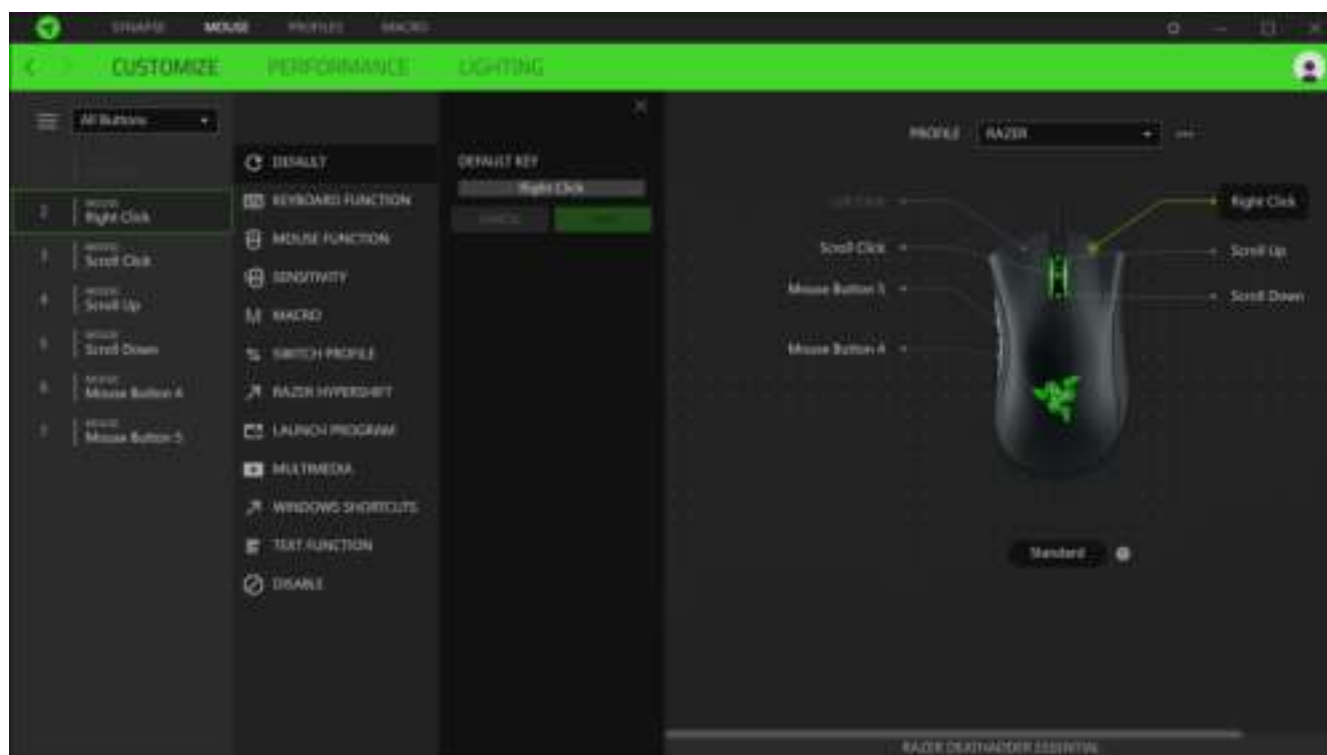 SYNAPSE MOUSE PROFILES MACRO
CUSTOMIZE PERFORMANCE LIGHTING
All Buttons
PROFILE RAZER
DEFAULT
DEFAULT KEY
Right Click
2 MOUSE
Right Click
KEYBOARD FUNCTION
MOUSE FUNCTION
3 MOUSE
Scroll Click
SENSITIVITY
4 MOUSE
Scroll Up
MACRO
5 MOUSE
Scroll Down
SWITCH PROFILE
6 MOUSE
Mouse Button 4
RAZER HYPERSHIFT
7 MOUSE
Mouse Button 5
LAUNCH PROGRAM
MULTIMEDIA
WINDOWS SHORTCUTS
TEXT FUNCTION
DISABLE
Right Click
Scroll Click
Scroll Up
Mouse Button 5
Scroll Down
Mouse Button 4
Standard
RAZER DEATHADDER ESSENTIAL